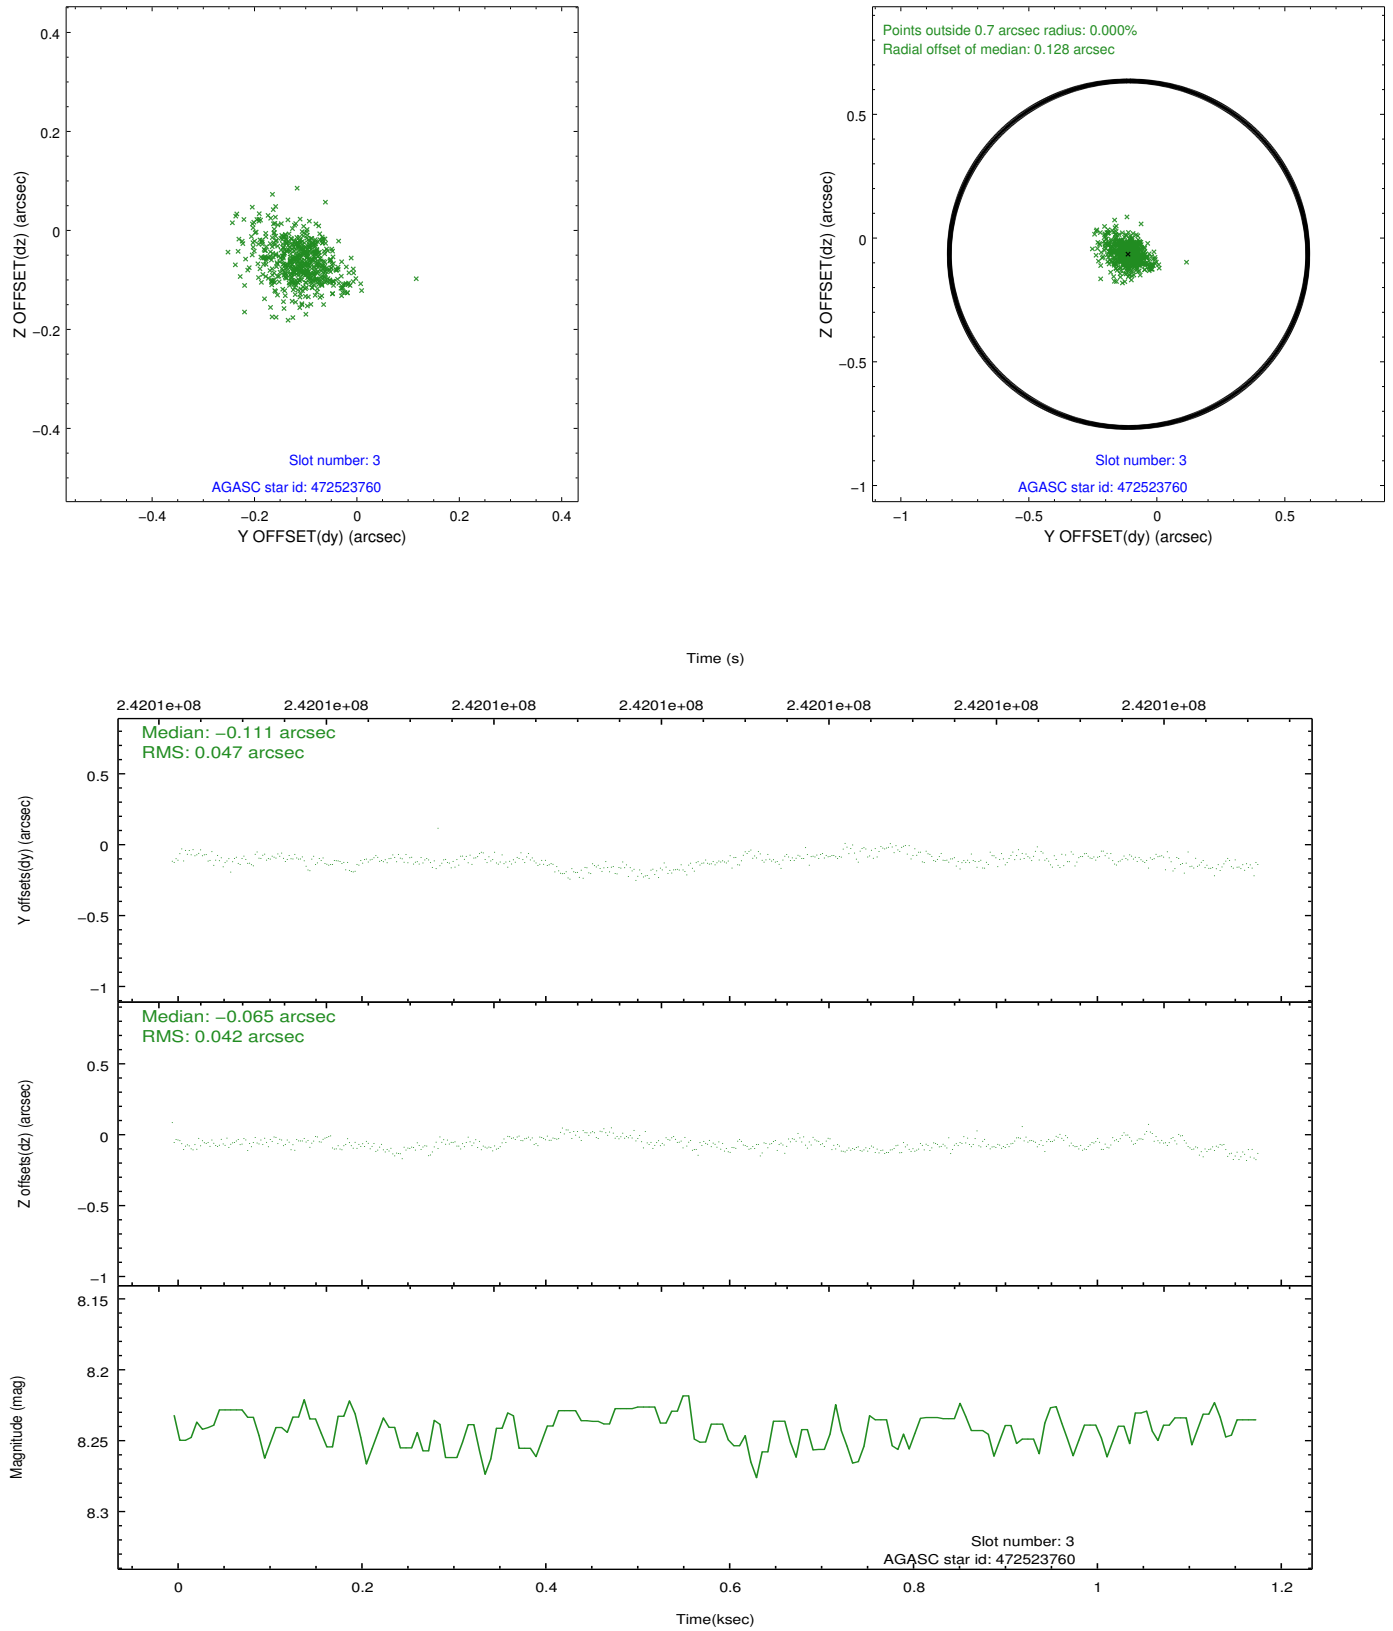 0.4
0.2
0
−0.2
−0.4
Z OFFSET(dz) (arcsec)
Slot number: 3
AGASC star id: 472523760
−0.4 −0.2 0 0.2 0.4
Y OFFSET(dy) (arcsec)
Points outside 0.7 arcsec radius: 0.000%
Radial offset of median: 0.128 arcsec
0.5
0
−0.5
−1
Z OFFSET(dz) (arcsec)
Slot number: 3
AGASC star id: 472523760
−1 −0.5 0 0.5
Y OFFSET(dy) (arcsec)
Time (s)
2.4201e+08 2.4201e+08 2.4201e+08 2.4201e+08 2.4201e+08 2.4201e+08 2.4201e+08
Median: −0.111 arcsec
RMS: 0.047 arcsec
0.5
0
−0.5
−1
Y offsets(dy) (arcsec)
Median: −0.065 arcsec
RMS: 0.042 arcsec
0.5
0
−0.5
−1
Z offsets(dz) (arcsec)
8.15
8.2
8.25
8.3
Magnitude (mag)
Slot number: 3
AGASC star id: 472523760
0 0.2 0.4 0.6 0.8 1 1.2
Time(ksec)